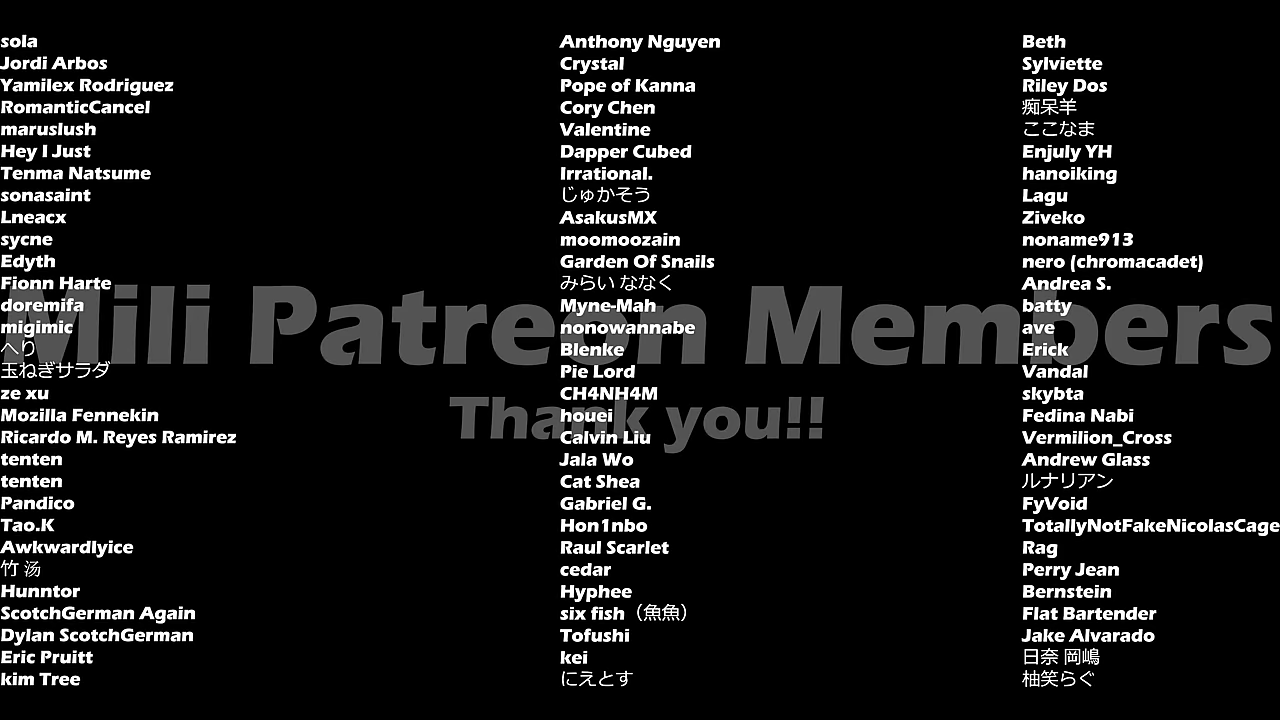 sola
Jordi Arbos
Yamilex Rodriguez
RomanticCancel
maruslush
Hey I Just
Tenma Natsume
sonasaint
Lneacx
sycne
Edyth
Fionn Harte
doremifa
migimic
へり
玉ねぎサラダ
ze xu
Mozilla Fennekin
Ricardo M. Reyes Ramirez
tenten
tenten
Pandico
Tao.K
Awkwardlyice
竹 汤
Hunntor
ScotchGerman Again
Dylan ScotchGerman
Eric Pruitt
kim Tree
Anthony Nguyen
Crystal
Pope of Kanna
Cory Chen
Valentine
Dapper Cubed
Irrational.
じゅかそう
AsakusMX
moomoozain
Garden Of Snails
みらい ななく
Myne-Mah
nonowannabe
Blenke
Pie Lord
CH4NH4M
houei
Calvin Liu
Jala Wo
Cat Shea
Gabriel G.
Hon1nbo
Raul Scarlet
cedar
Hyphee
six fish（魚魚）
Tofushi
kei
にえとす
Beth
Sylviette
Riley Dos
痴呆羊
ここなま
Enjuly YH
hanoiking
Lagu
Ziveko
noname913
nero (chromacadet)
Andrea S.
batty
ave
Erick
Vandal
skybta
Fedina Nabi
Vermilion_Cross
Andrew Glass
ルナリアン
FyVoid
TotallyNotFakeNicolasCage
Rag
Perry Jean
Bernstein
Flat Bartender
Jake Alvarado
日奈 岡嶋
柚笑らぐ
Mili Patreon Members
Thank you!!